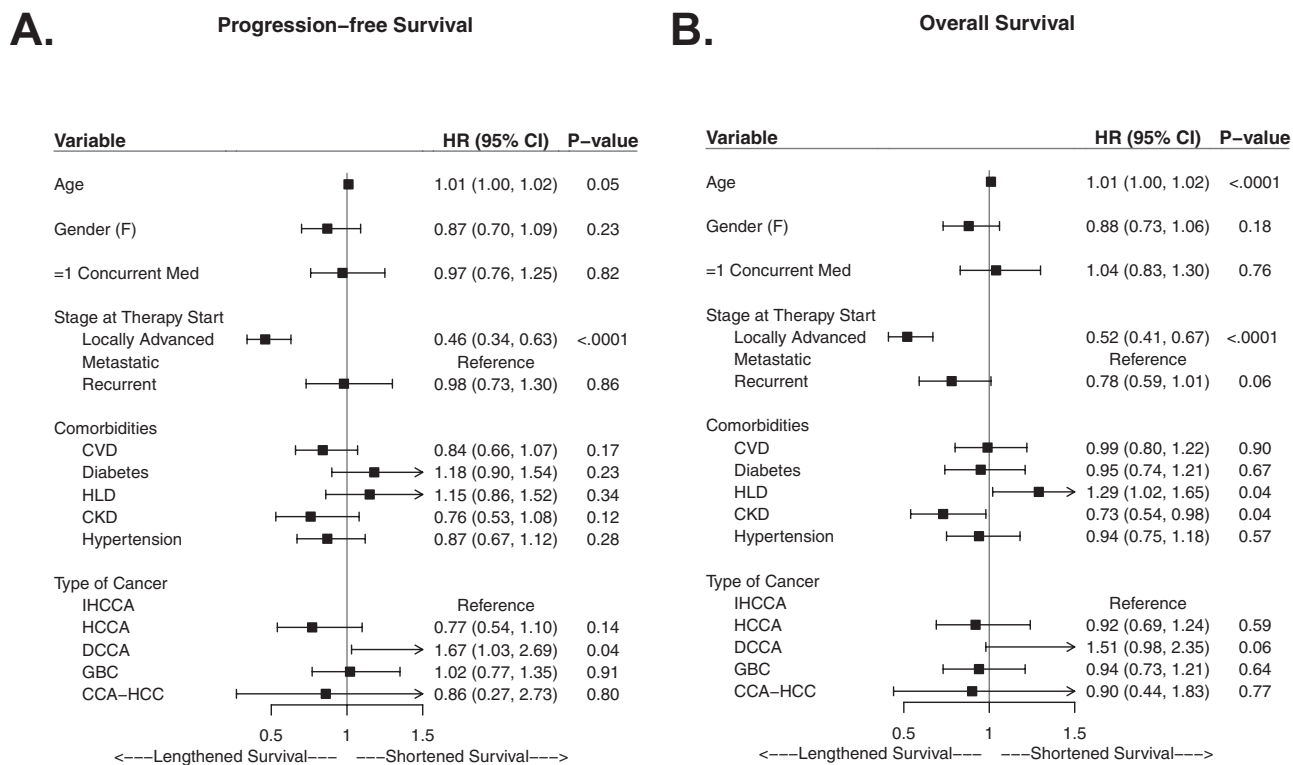 A.
Progression−free Survival
Variable HR (95% CI) P−value
Age 1.01 (1.00, 1.02) 0.05
Gender (F) 0.87 (0.70, 1.09) 0.23
=1 Concurrent Med 0.97 (0.76, 1.25) 0.82
Stage at Therapy Start
Locally Advanced 0.46 (0.34, 0.63) <.0001
Metastatic Reference
Recurrent 0.98 (0.73, 1.30) 0.86
Comorbidities
CVD 0.84 (0.66, 1.07) 0.17
Diabetes 1.18 (0.90, 1.54) 0.23
HLD 1.15 (0.86, 1.52) 0.34
CKD 0.76 (0.53, 1.08) 0.12
Hypertension 0.87 (0.67, 1.12) 0.28
Type of Cancer
IHCCA Reference
HCCA 0.77 (0.54, 1.10) 0.14
DCCA 1.67 (1.03, 2.69) 0.04
GBC 1.02 (0.77, 1.35) 0.91
CCA−HCC 0.86 (0.27, 2.73) 0.80
0.5 1 1.5
<−−−Lengthened Survival−−− −−−Shortened Survival−−−>
B.
Overall Survival
Variable HR (95% CI) P−value
Age 1.01 (1.00, 1.02) <.0001
Gender (F) 0.88 (0.73, 1.06) 0.18
=1 Concurrent Med 1.04 (0.83, 1.30) 0.76
Stage at Therapy Start
Locally Advanced 0.52 (0.41, 0.67) <.0001
Metastatic Reference
Recurrent 0.78 (0.59, 1.01) 0.06
Comorbidities
CVD 0.99 (0.80, 1.22) 0.90
Diabetes 0.95 (0.74, 1.21) 0.67
HLD 1.29 (1.02, 1.65) 0.04
CKD 0.73 (0.54, 0.98) 0.04
Hypertension 0.94 (0.75, 1.18) 0.57
Type of Cancer
IHCCA Reference
HCCA 0.92 (0.69, 1.24) 0.59
DCCA 1.51 (0.98, 2.35) 0.06
GBC 0.94 (0.73, 1.21) 0.64
CCA−HCC 0.90 (0.44, 1.83) 0.77
0.5 1 1.5
<−−−Lengthened Survival−−− −−−Shortened Survival−−−>